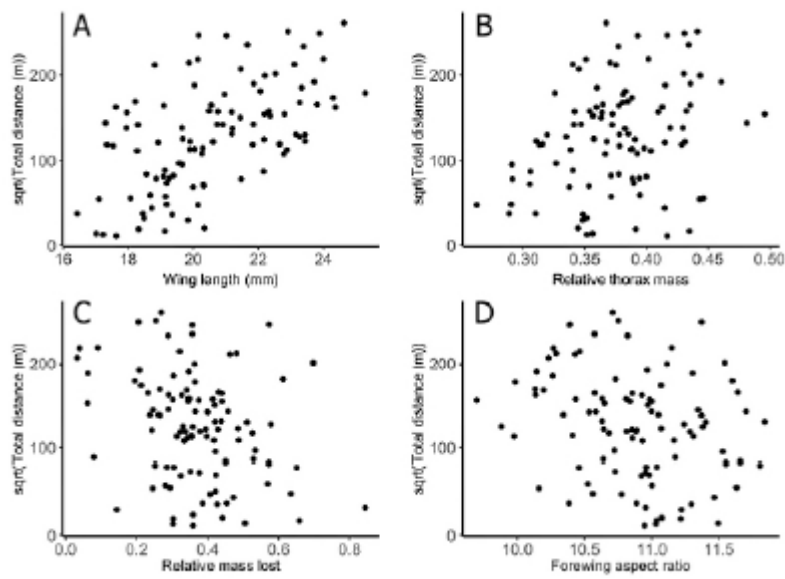 A
sqrt(Total distance (m))
200
100
0
16
18
20
22
24
Wing length (mm)
B
sqrt(Total distance (m))
200
100
0
0.30
0.35
0.40
0.45
0.50
Relative thorax mass
C
sqrt(Total distance (m))
200
100
0
0.0
0.2
0.4
0.6
0.8
Relative mass lost
D
sqrt(Total distance (m))
200
100
0
10.0
10.5
11.0
11.5
Forewing aspect ratio